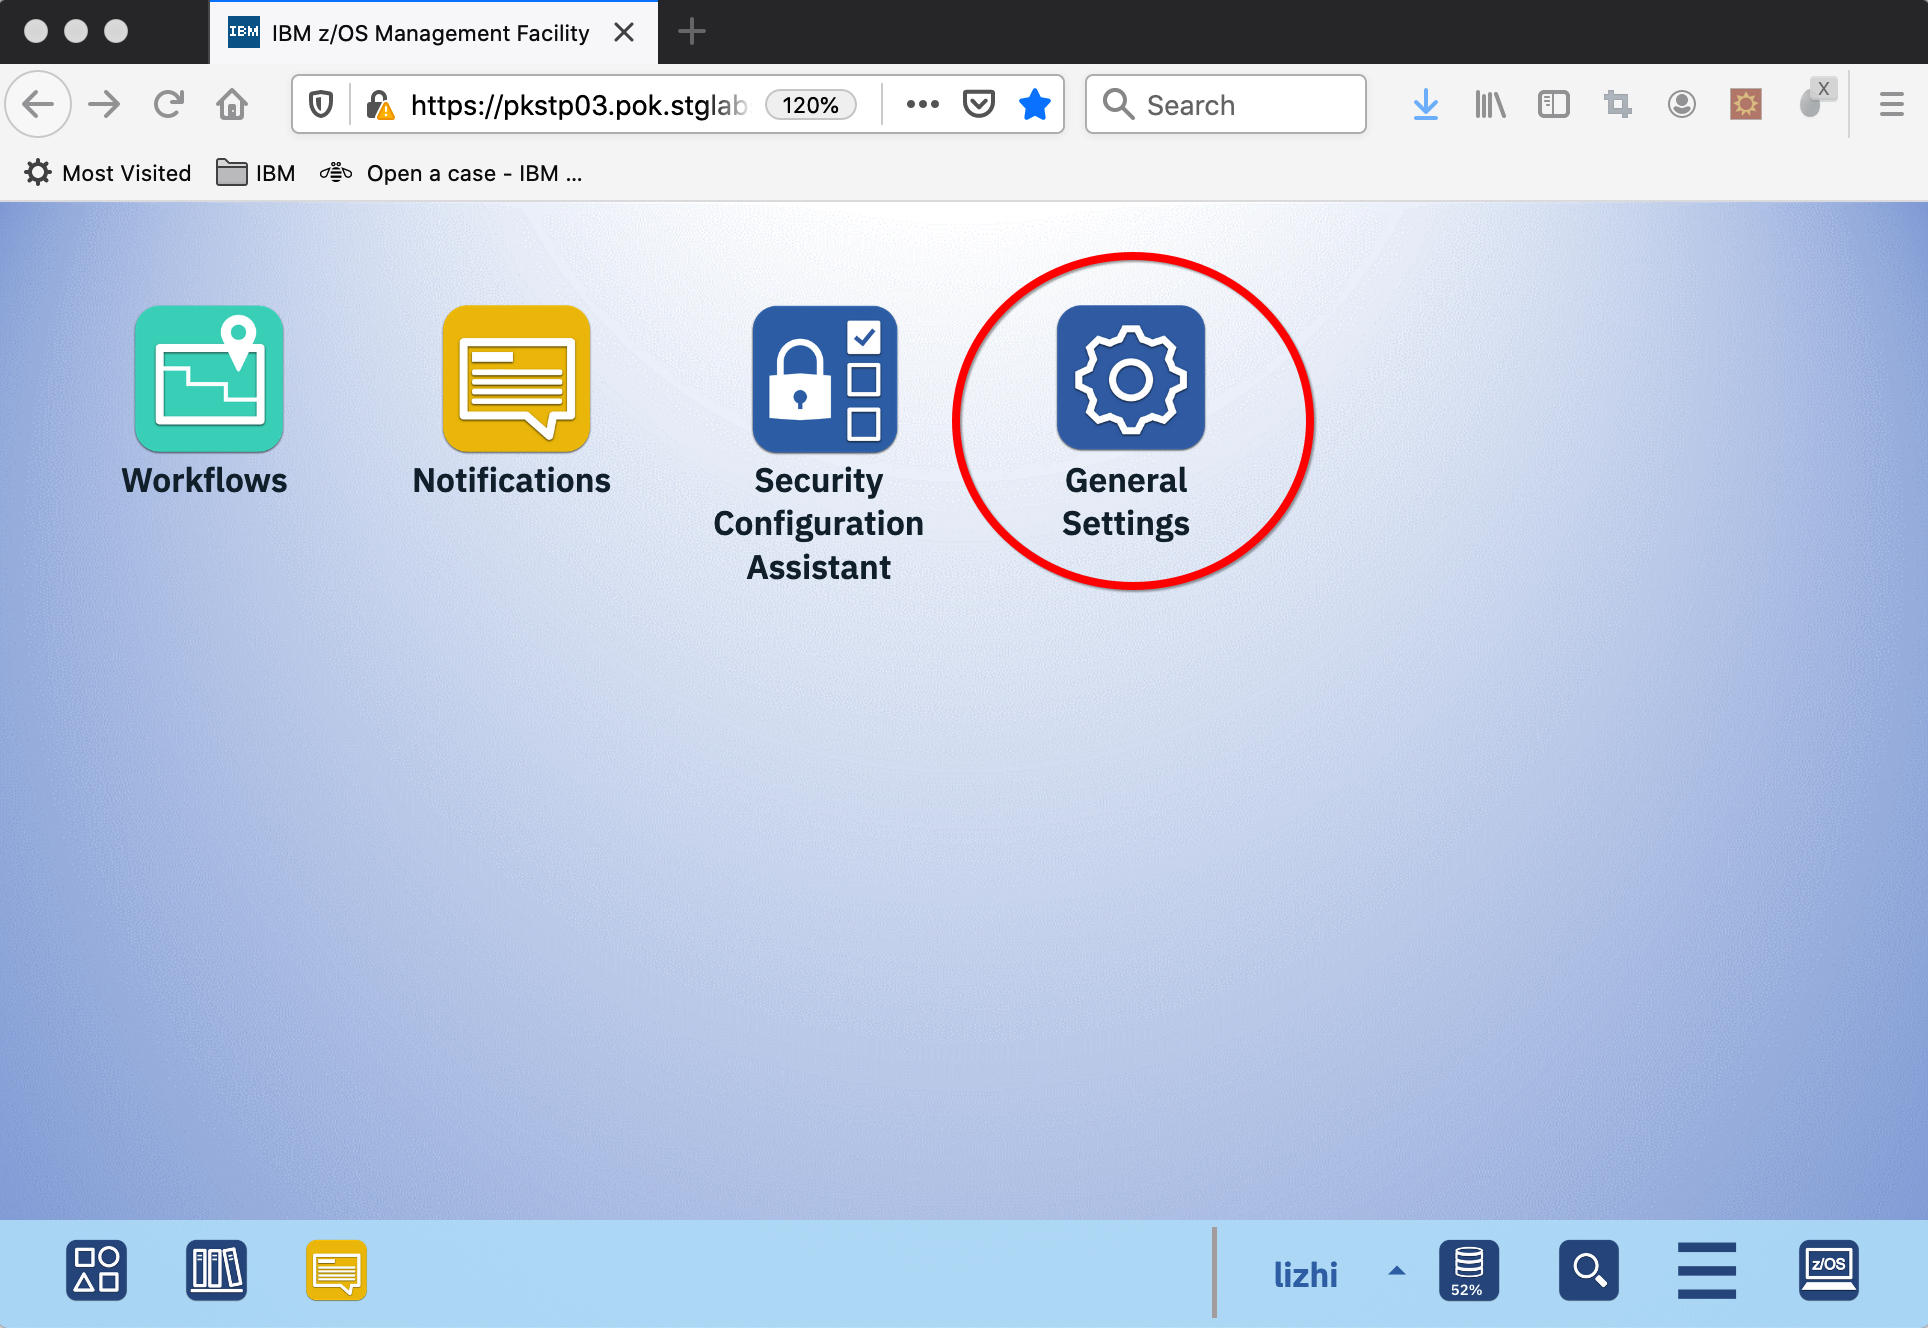 IBM IBM z/OS Management Facility
https://pkstp03.pok.stglab 120% Search X
Most Visited IBM Open a case - IBM ...
Workflows
Notifications
Security
Configuration
Assistant
General
Settings
lizhi
52%
z/OS